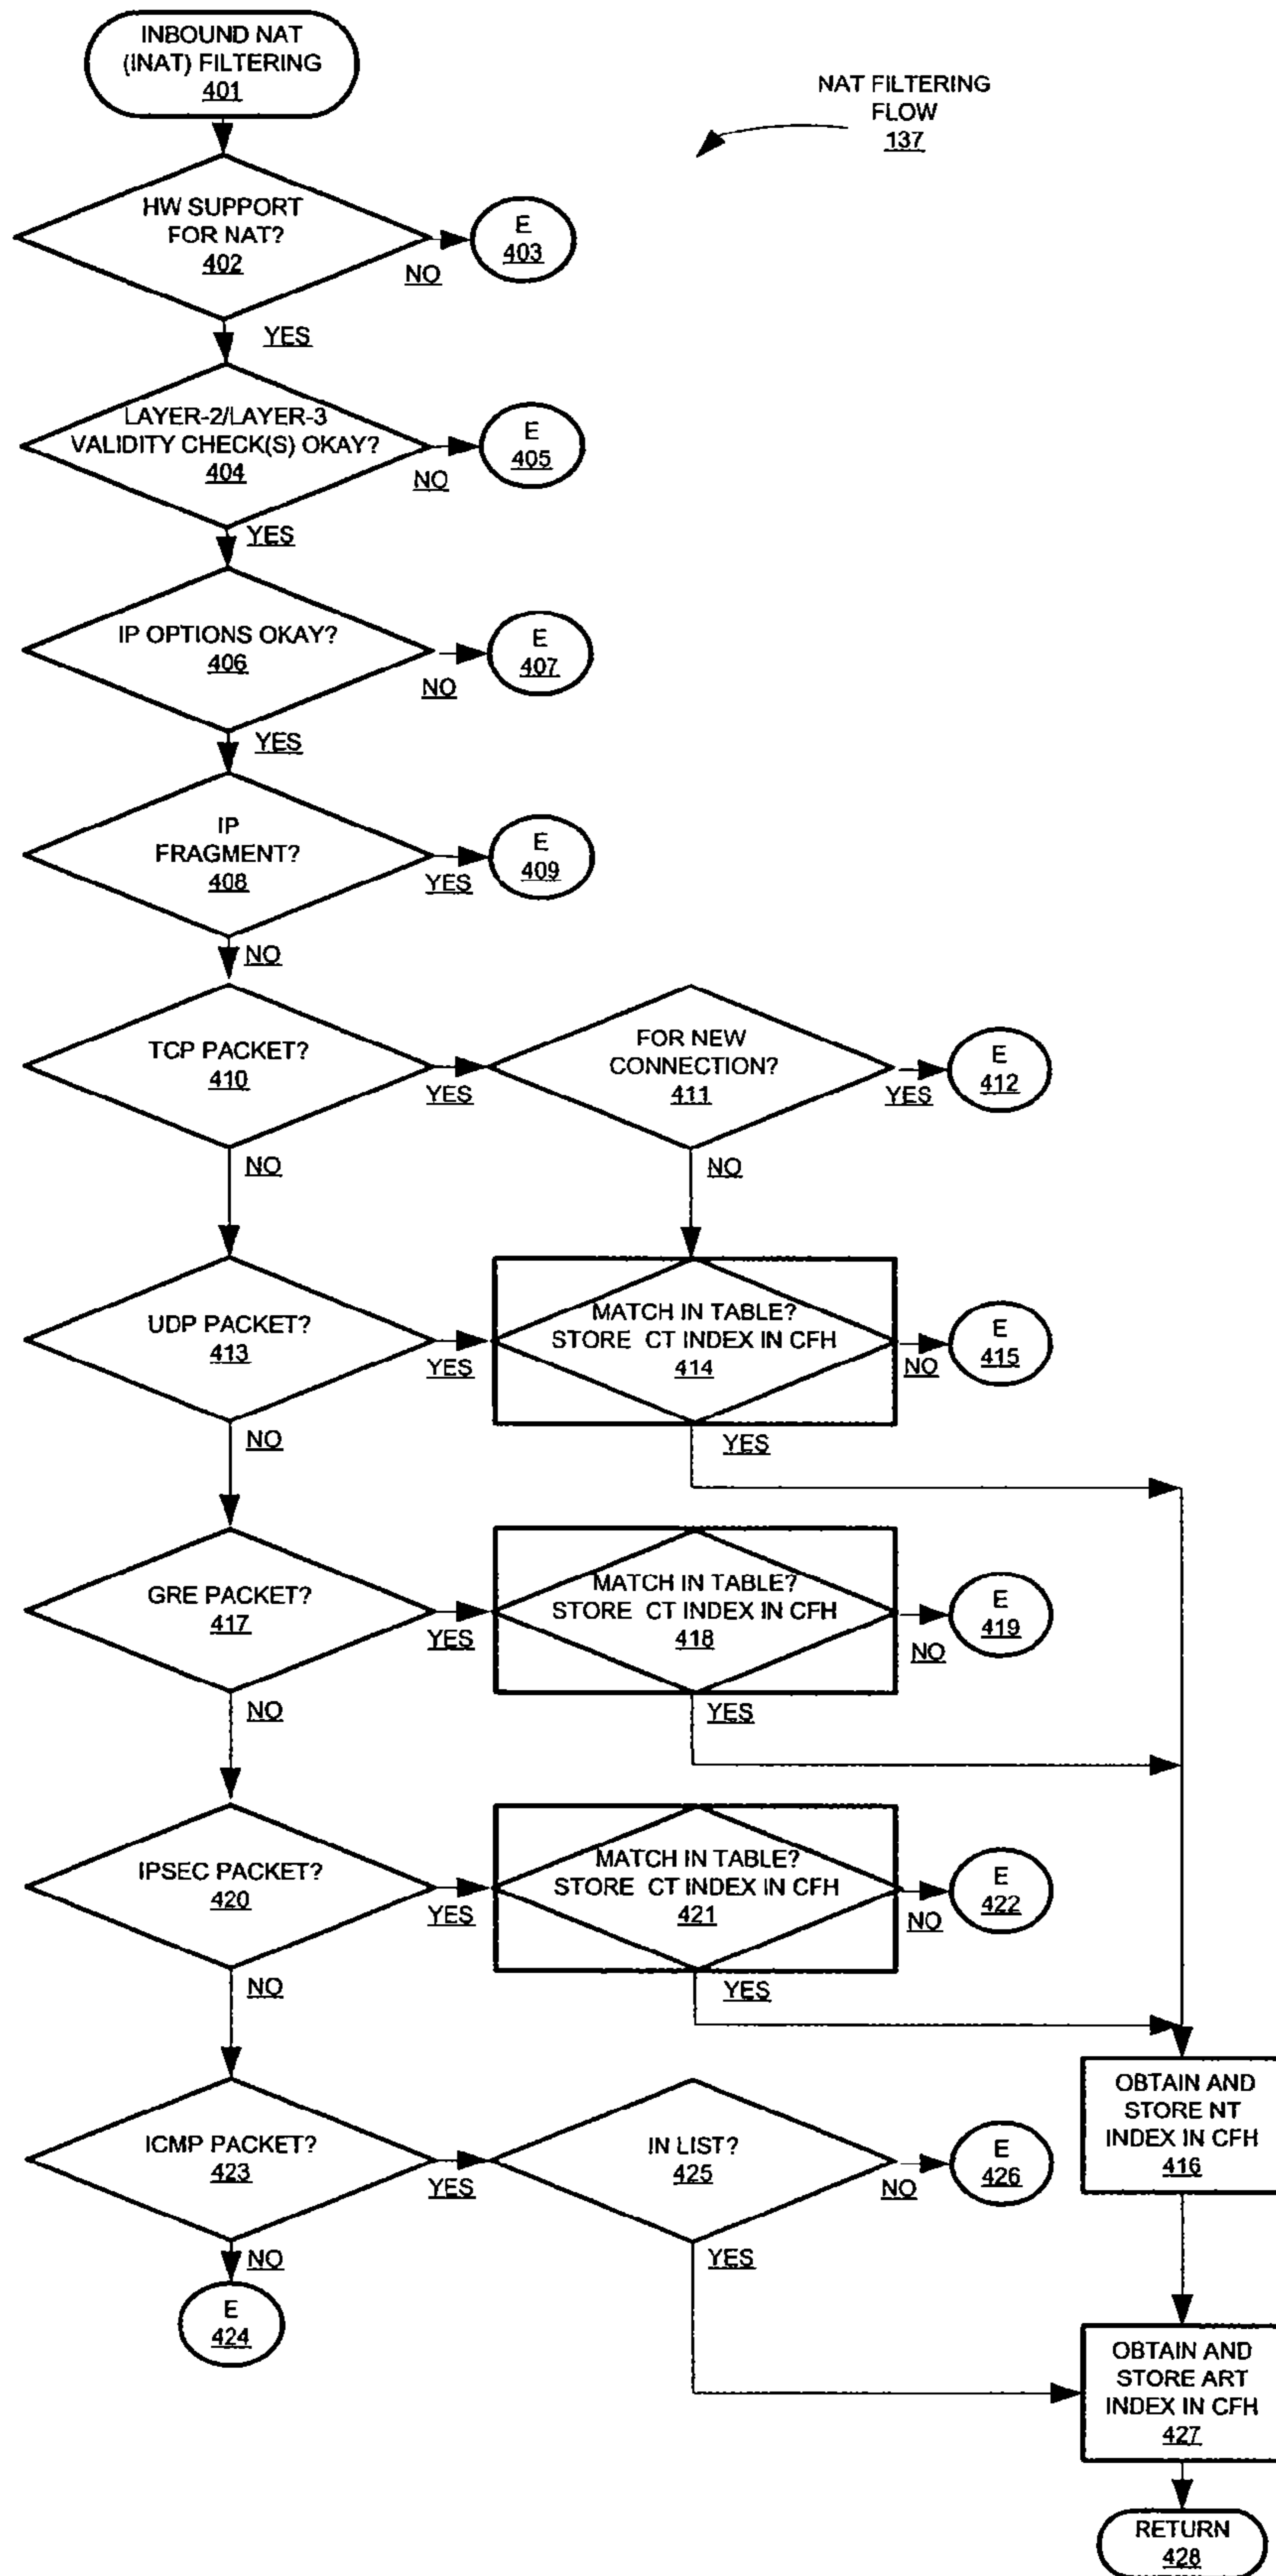 INBOUND NAT
(INAT) FILTERING
401
NAT FILTERING
FLOW
137
HW SUPPORT
FOR NAT?
402
NO
E
403
YES
LAYER-2/LAYER-3
VALIDITY CHECK(S) OKAY?
404
NO
E
405
YES
IP OPTIONS OKAY?
406
NO
E
407
YES
IP
FRAGMENT?
408
YES
E
409
NO
TCP PACKET?
410
YES
FOR NEW
CONNECTION?
411
YES
E
412
NO
NO
UDP PACKET?
413
YES
MATCH IN TABLE?
STORE CT INDEX IN CFH
414
NO
E
415
NO
YES
GRE PACKET?
417
YES
MATCH IN TABLE?
STORE CT INDEX IN CFH
418
NO
E
419
NO
YES
IPSEC PACKET?
420
YES
MATCH IN TABLE?
STORE CT INDEX IN CFH
421
NO
E
422
NO
YES
OBTAIN AND
STORE NT
INDEX IN CFH
416
ICMP PACKET?
423
YES
IN LIST?
425
NO
E
426
NO
YES
E
424
OBTAIN AND
STORE ART
INDEX IN CFH
427
RETURN
428